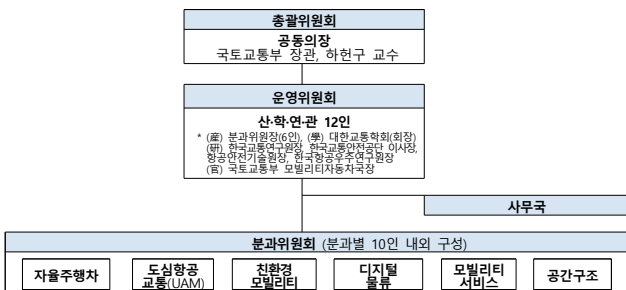 총괄위원회
공동의장
국토교통부 장관, 하헌구 교수
운영위원회
산·학·연·관 12인
* (産) 분과위원장(6인), (學) 대한교통학회(회장)
(硏) 한국교통연구원장, 한국교통안전공단 이사장,
항공안전기술원장, 한국항공우주연구원장
(官) 국토교통부 모빌리티자동차국장
사무국
분과위원회 (분과별 10인 내외 구성)
자율주행차
도심항공
교통(UAM)
친환경
모빌리티
디지털
물류
모빌리티
서비스
공간구조